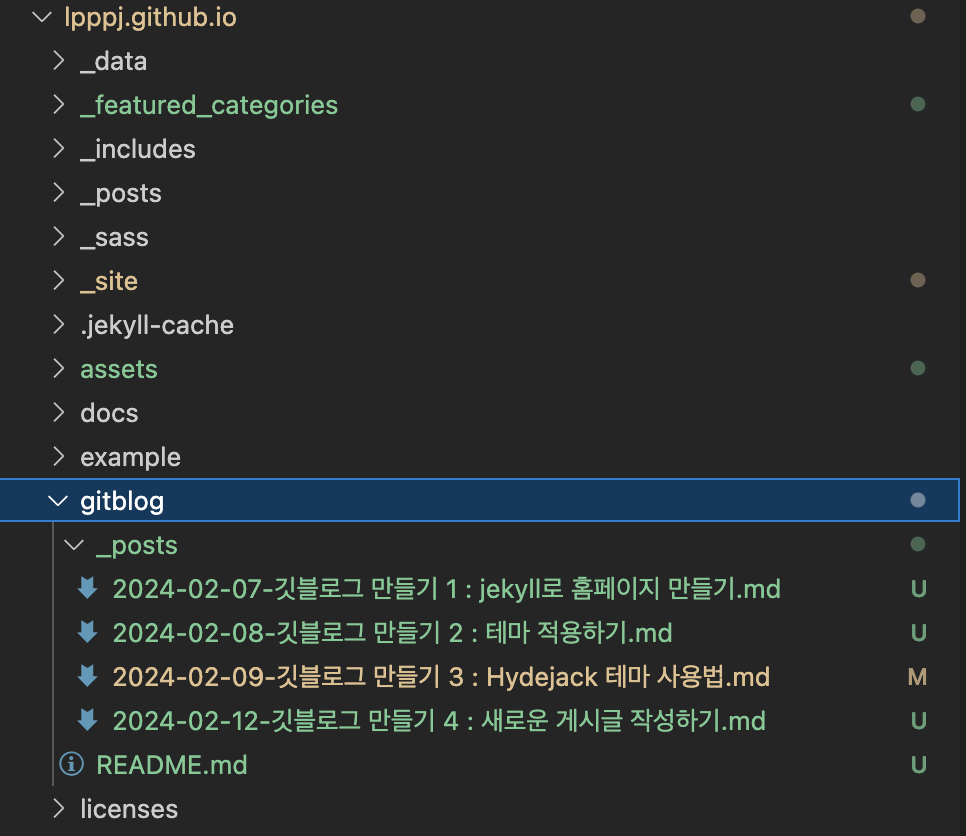 lpppj.github.io
_data
_featured_categories
_includes
_posts
_sass
_site
.jekyll-cache
assets
docs
example
gitblog
_posts
2024-02-07-깃블로그 만들기 1 : jekyll로 홈페이지 만들기.md U
2024-02-08-깃블로그 만들기 2 : 테마 적용하기.md U
2024-02-09-깃블로그 만들기 3 : Hydejack 테마 사용법.md M
2024-02-12-깃블로그 만들기 4 : 새로운 게시글 작성하기.md U
README.md U
licenses